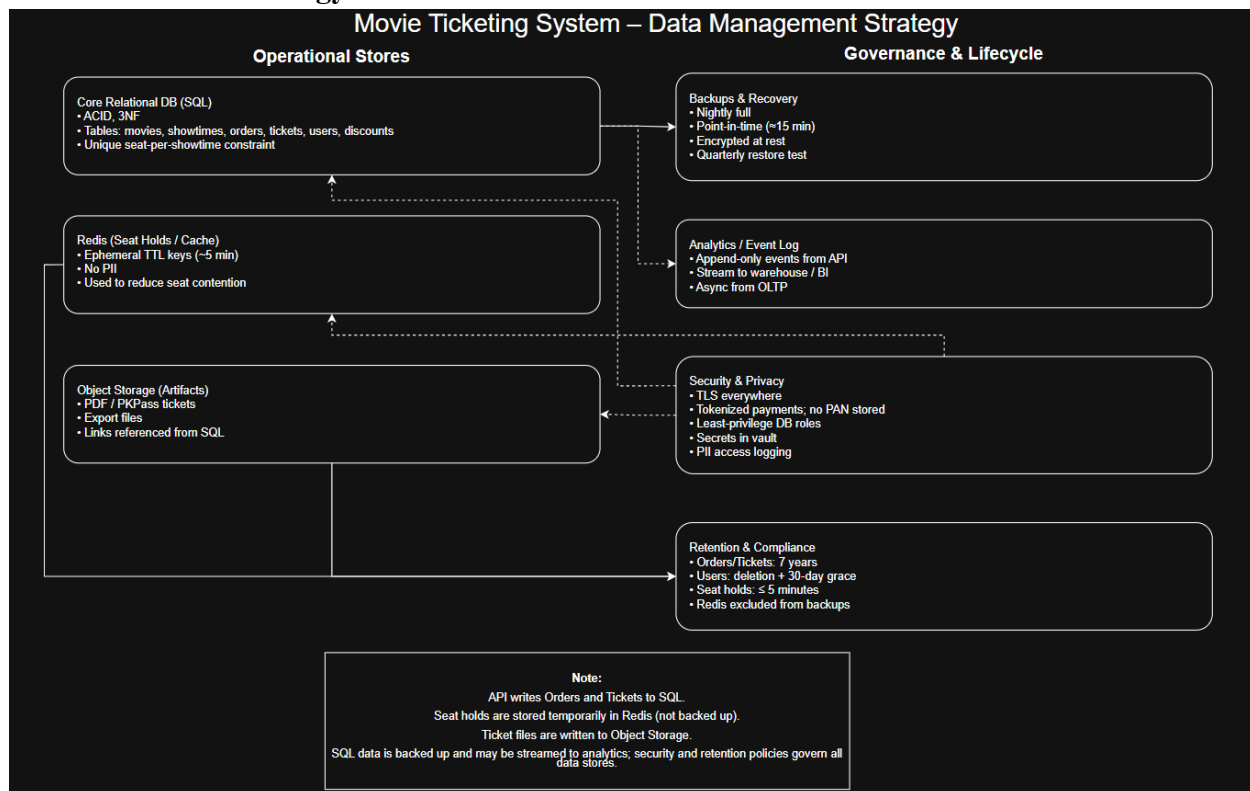 Movie Ticketing System – Data Management Strategy
Operational Stores
Governance & Lifecycle
Core Relational DB (SQL)
• ACID, 3NF
• Tables: movies, showtimes, orders, tickets, users, discounts
• Unique seat-per-showtime constraint
Backups & Recovery
• Nightly full
• Point-in-time (≈15 min)
• Encrypted at rest
• Quarterly restore test
Redis (Seat Holds / Cache)
• Ephemeral TTL keys (~5 min)
• No PII
• Used to reduce seat contention
Analytics / Event Log
• Append-only events from API
• Stream to warehouse / BI
• Async from OLTP
Object Storage (Artifacts)
• PDF / PKPass tickets
• Export files
• Links referenced from SQL
Security & Privacy
• TLS everywhere
• Tokenized payments; no PAN stored
• Least-privilege DB roles
• Secrets in vault
• PII access logging
Retention & Compliance
• Orders/Tickets: 7 years
• Users: deletion + 30-day grace
• Seat holds: ≤ 5 minutes
• Redis excluded from backups
Note:
API writes Orders and Tickets to SQL.
Seat holds are stored temporarily in Redis (not backed up).
Ticket files are written to Object Storage.
SQL data is backed up and may be streamed to analytics; security and retention policies govern all
data stores.